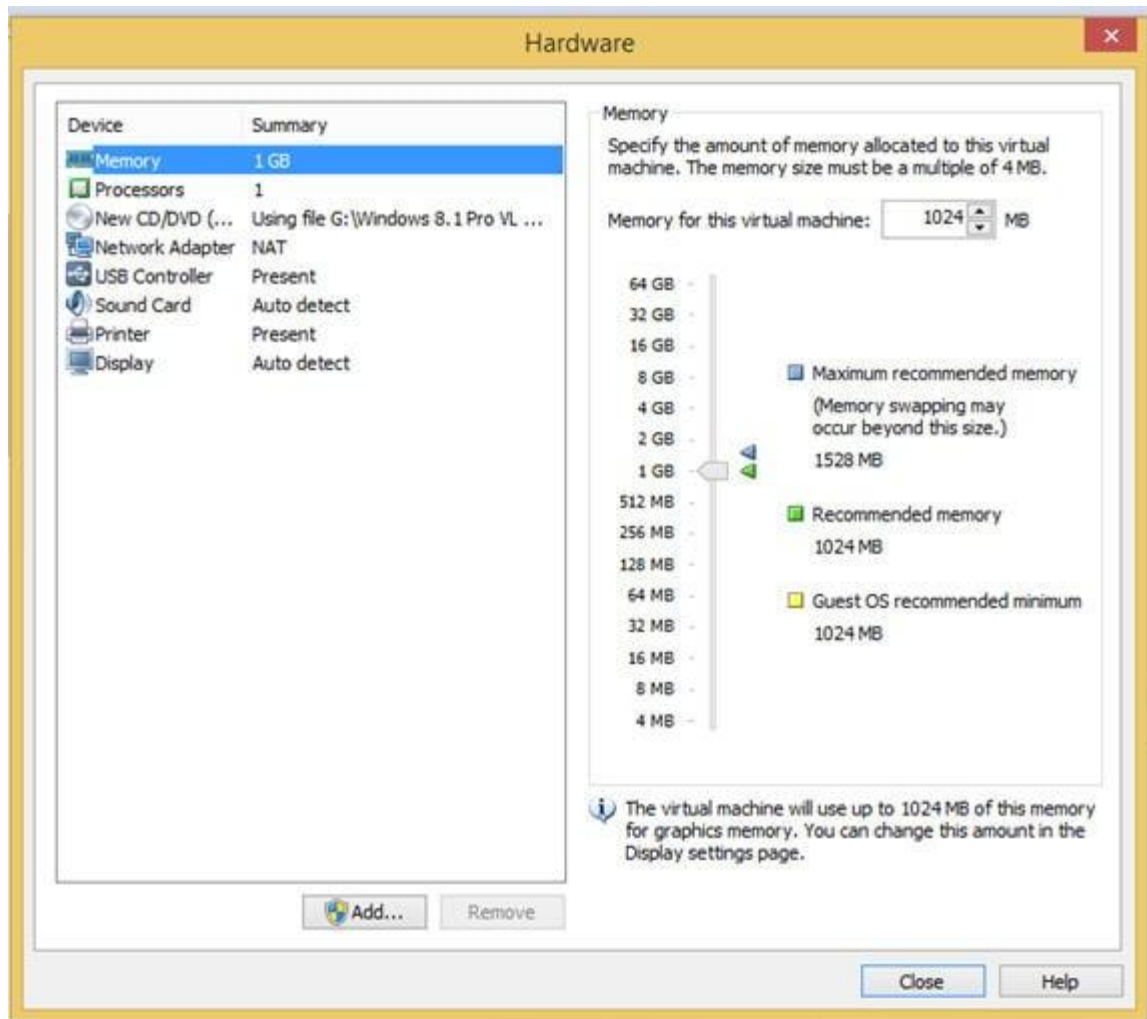 Hardware
Device Summary
Memory 1 GB
Processors 1
New CD/DVD (... Using file G:\Windows 8.1 Pro VL ...
Network Adapter NAT
USB Controller Present
Sound Card Auto detect
Printer Present
Display Auto detect
Add... Remove
Memory
Specify the amount of memory allocated to this virtual
machine. The memory size must be a multiple of 4 MB.
Memory for this virtual machine: 1024 MB
64 GB
32 GB
16 GB
8 GB
4 GB
2 GB
1 GB
512 MB
256 MB
128 MB
64 MB
32 MB
16 MB
8 MB
4 MB
Maximum recommended memory
(Memory swapping may
occur beyond this size.)
1528 MB
Recommended memory
1024 MB
Guest OS recommended minimum
1024 MB
The virtual machine will use up to 1024 MB of this memory
for graphics memory. You can change this amount in the
Display settings page.
Close Help